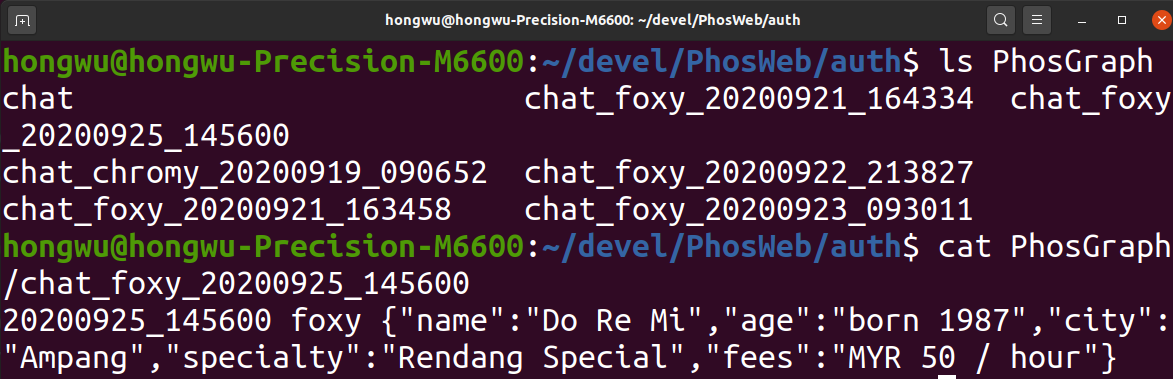 hongwu@hongwu-Precision-M6600: ~/devel/PhosWeb/auth
hongwu@hongwu-Precision-M6600:~/devel/PhosWeb/auth$ ls PhosGraph
chat                         chat_foxy_20200921_164334  chat_foxy
_20200925_145600
chat_chromy_20200919_090652  chat_foxy_20200922_213827
chat_foxy_20200921_163458    chat_foxy_20200923_093011
hongwu@hongwu-Precision-M6600:~/devel/PhosWeb/auth$ cat PhosGraph
/chat_foxy_20200925_145600
20200925_145600 foxy {"name":"Do Re Mi","age":"born 1987","city":
"Ampang","specialty":"Rendang Special","fees":"MYR 50 / hour"}